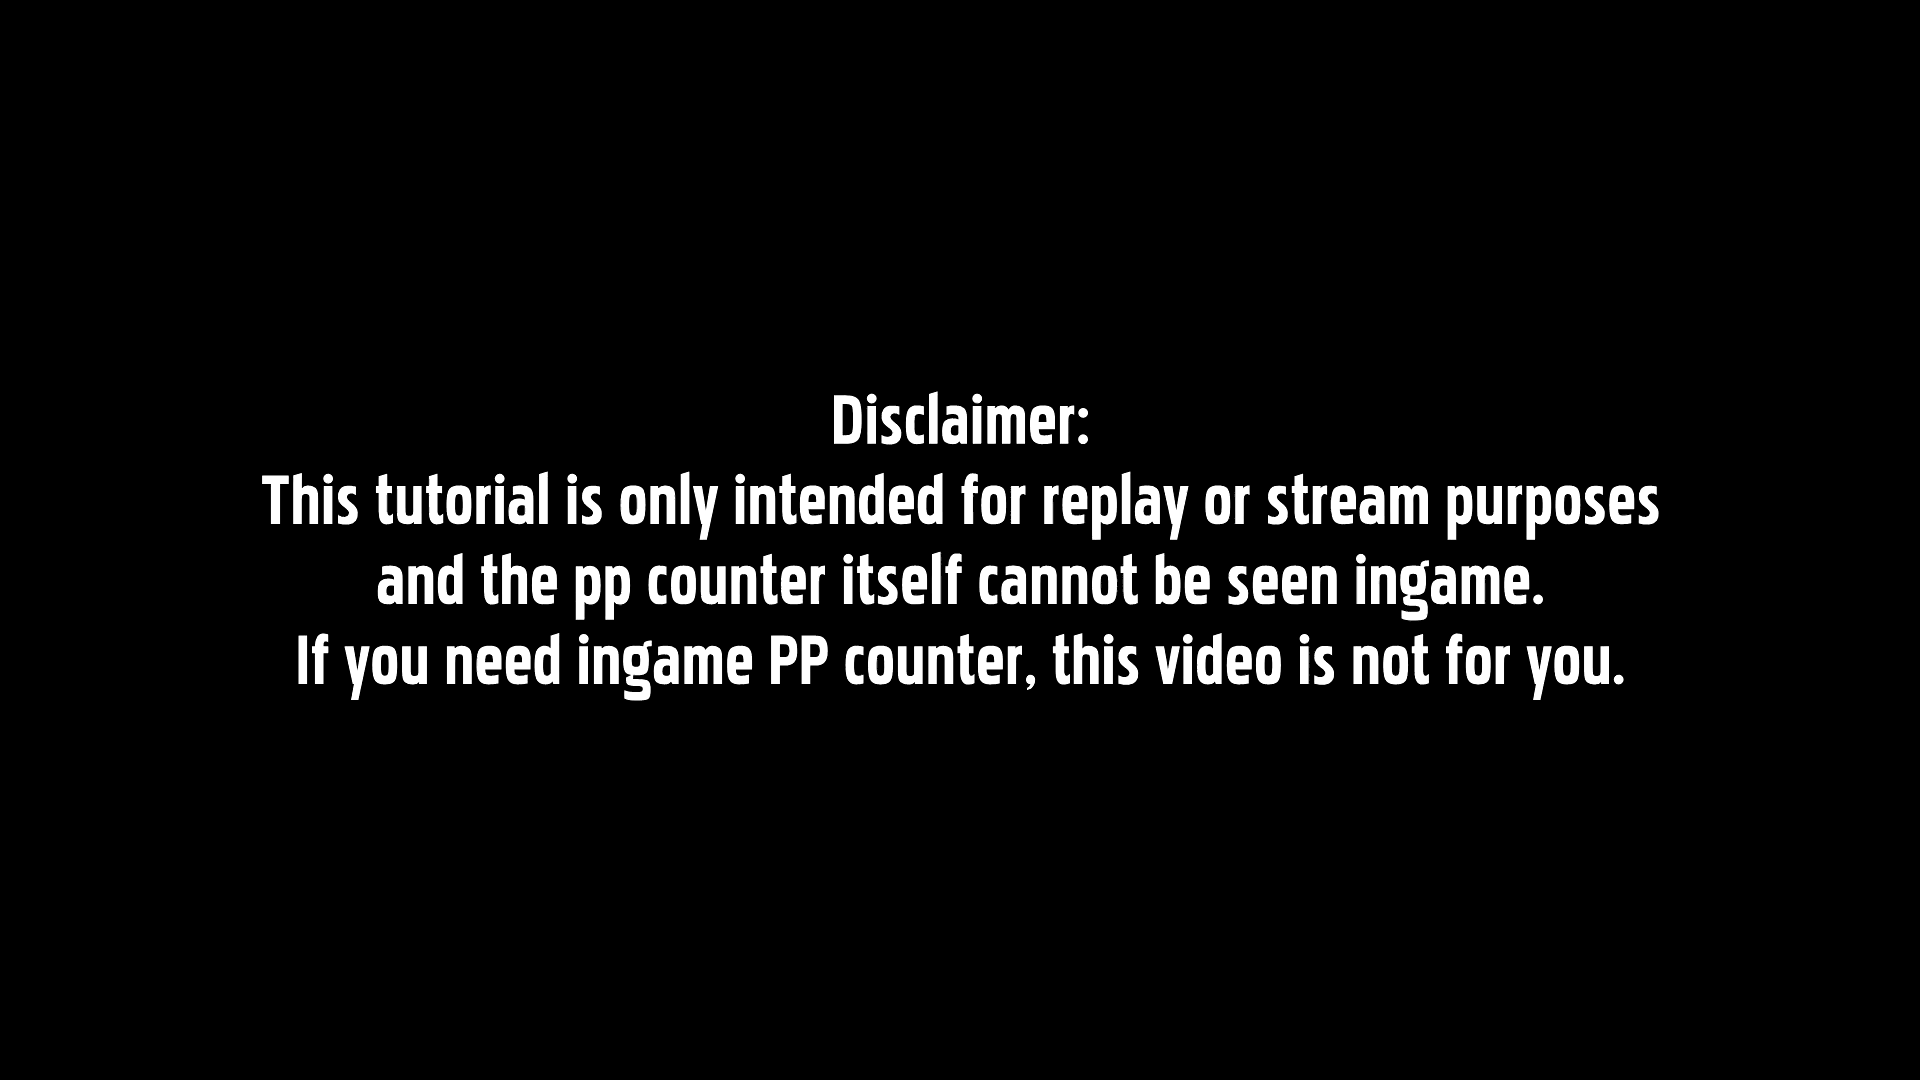 Disclaimer:
This tutorial is only intended for replay or stream purposes
and the pp counter itself cannot be seen ingame.
If you need ingame PP counter, this video is not for you.